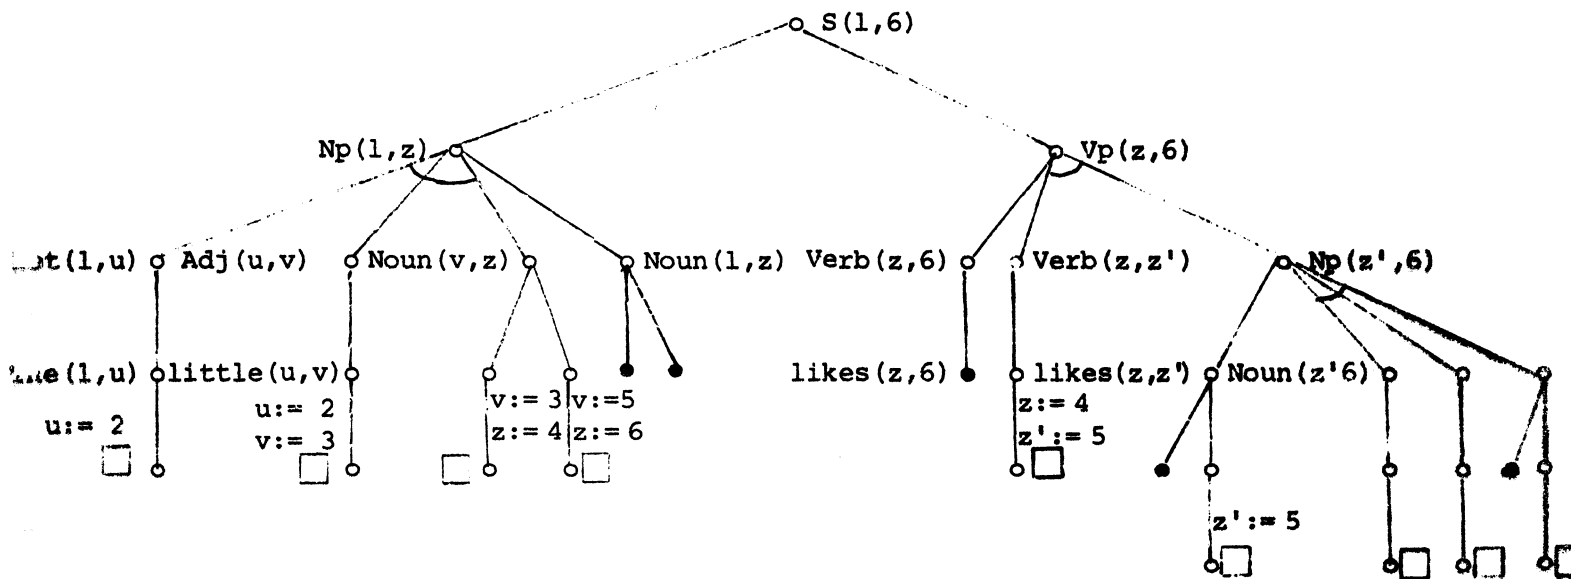 S(1,6)
Np(1,z) Vp(z,6)
Adj(u,v) Noun(v,z) Noun(1,z) Verb(z,6) Verb(z,z') Np(z',6)
little(u,v) likes(z,6) likes(z,z') Noun(z'6)
u:= 2 v:= 3 v:=5 z:= 4
u:= 2 v:= 3 z:= 4 z:= 6 z':= 5
z':= 5